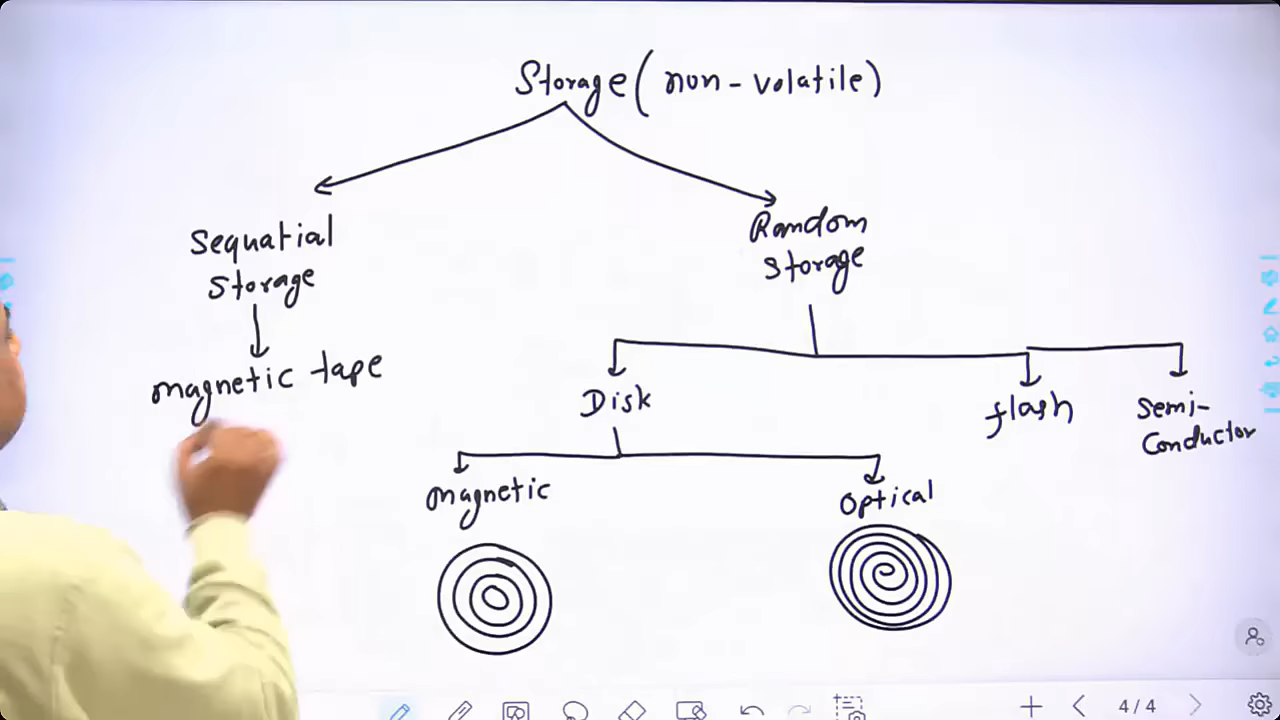 Storage (non-volatile)
Sequatial
Storage
Random
Storage
magnetic tape
Disk
flash
Semi-
Conductor
magnetic
Optical
4/4